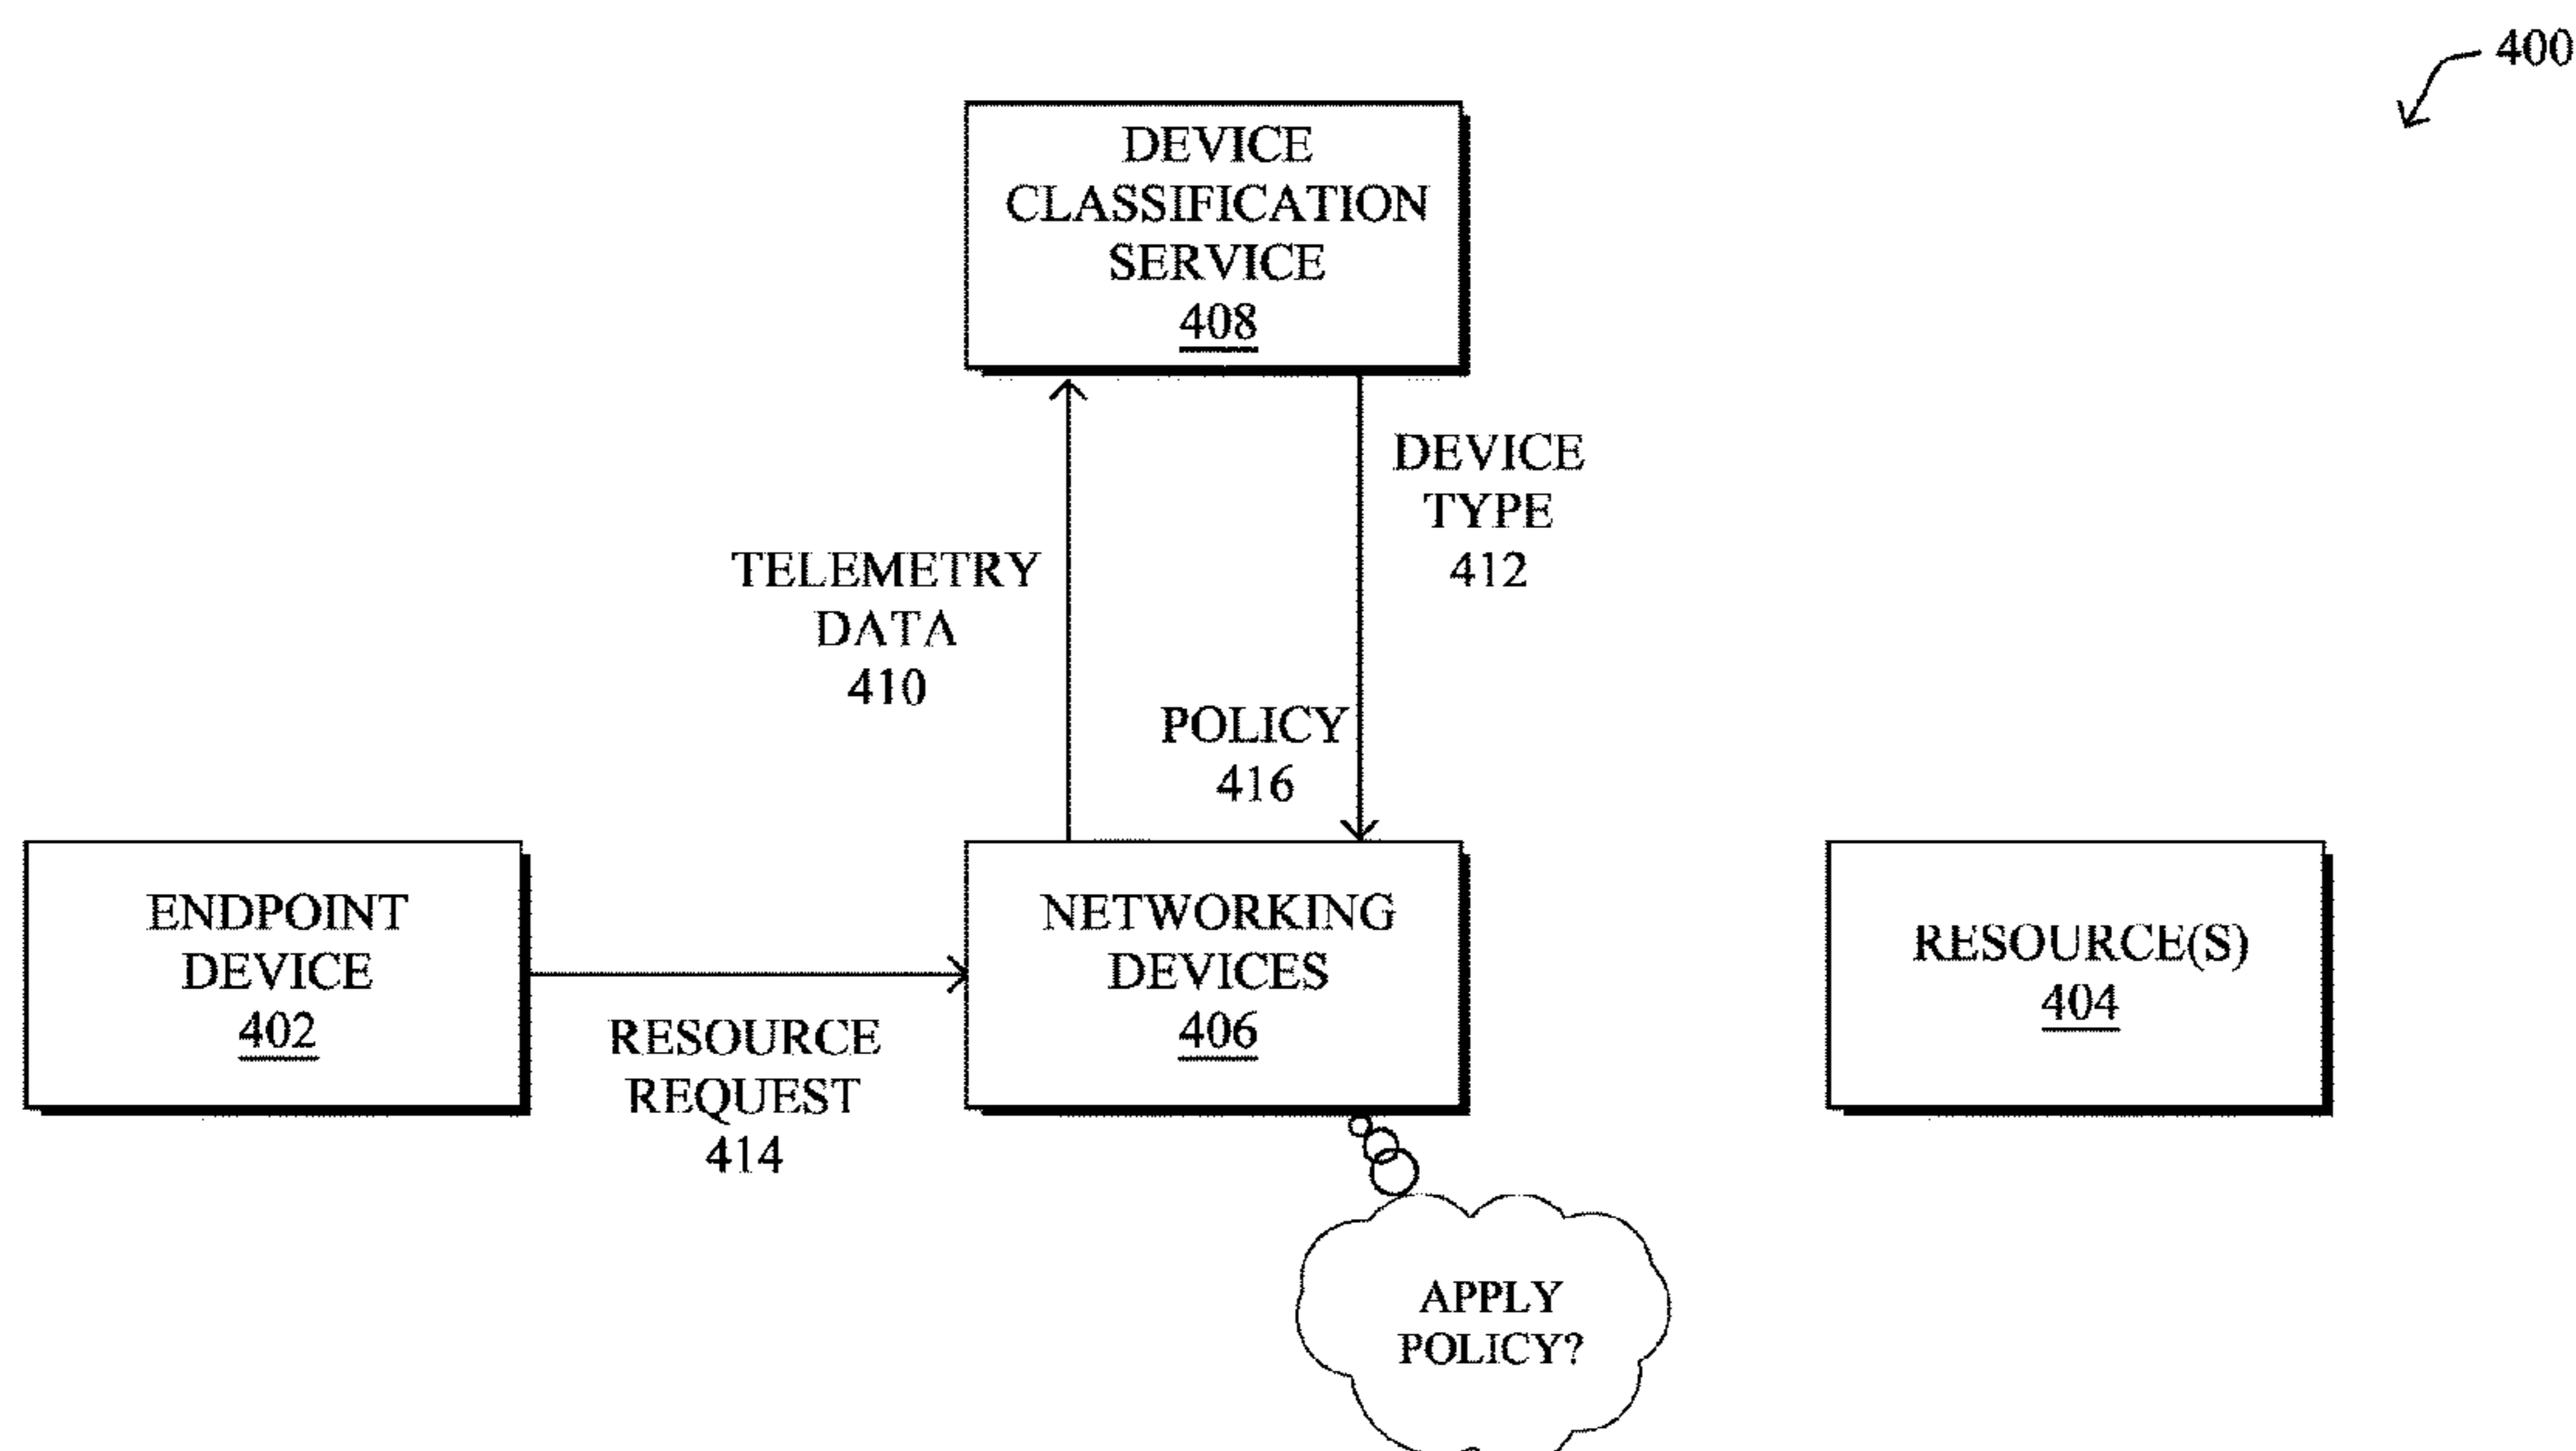 400
DEVICE
CLASSIFICATION
SERVICE
408
DEVICE
TYPE
412
TELEMETRY
DATA
410
POLICY
416
ENDPOINT
DEVICE
402
RESOURCE
REQUEST
414
NETWORKING
DEVICES
406
RESOURCE(S)
404
APPLY
POLICY?